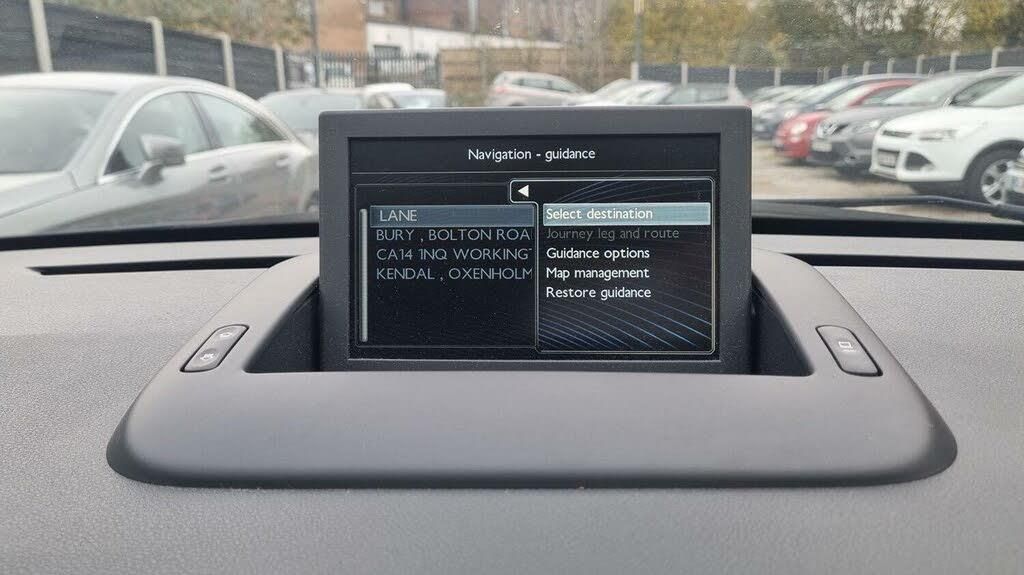 Navigation - guidance
LANE
BURY , BOLTON ROA
CA14 1NQ WORKING
KENDAL , OXENHOLM
Select destination
Journey leg and route
Guidance options
Map management
Restore guidance